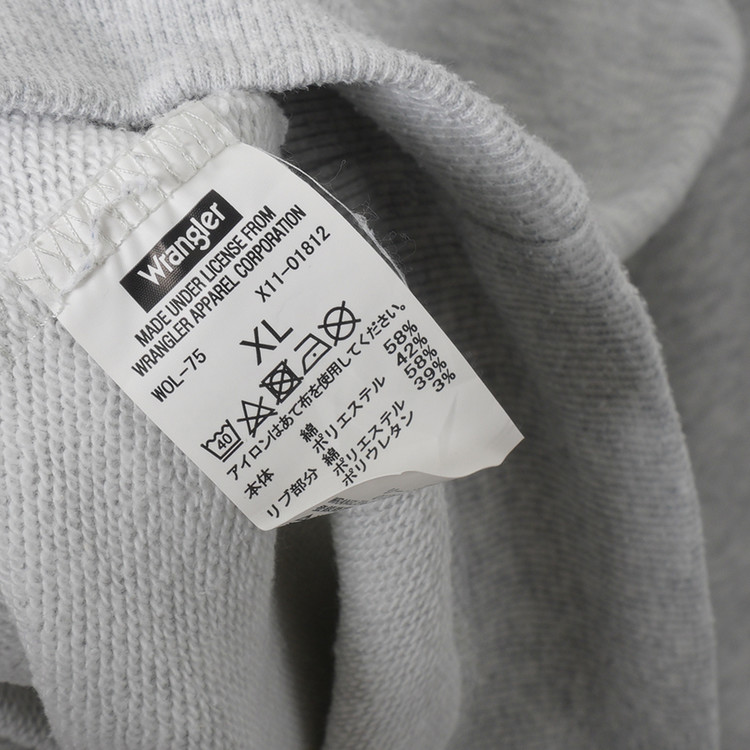 Wrangler
MADE UNDER LICENSE FROM
WRANGLER APPAREL CORPORATION
WOL-75 X11-01812
XL
40
アイロンはあて布を使用してください。
本体 綿 58%
ポリエステル 42%
リブ部分 綿 58%
ポリエステル 39%
ポリウレタン 3%